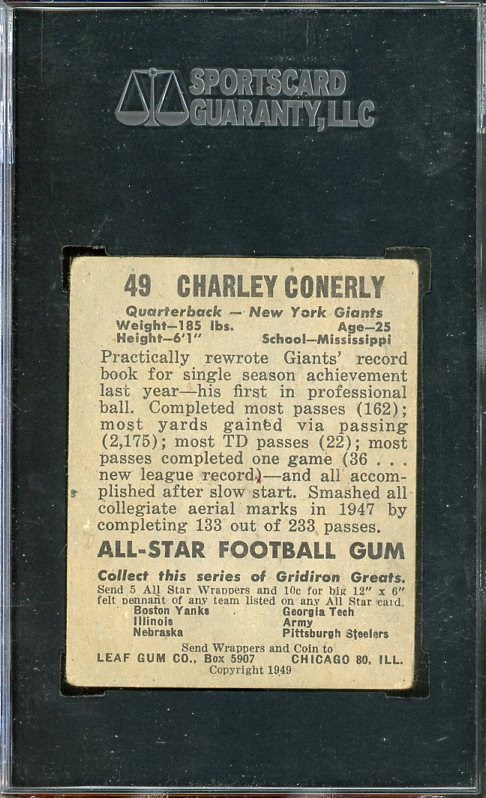 SPORTSCARD
GUARANTY, LLC
49 CHARLEY CONERLY
Quarterback — New York Giants
Weight—185 lbs. Age—25
Height—6'1" School—Mississippi
Practically rewrote Giants' record
book for single season achievement
last year—his first in professional
ball. Completed most passes (162);
most yards gained via passing
(2,175); most TD passes (22); most
passes completed one game (36 . . .
new league record)—and all accom-
plished after slow start. Smashed all
collegiate aerial marks in 1947 by
completing 133 out of 233 passes.
ALL-STAR FOOTBALL GUM
Collect this series of Gridiron Greats.
Send 5 All Star Wrappers and 10c for big 12" x 6"
felt pennant of any team listed on any All Star card.
Boston Yanks Georgia Tech
Illinois Army
Nebraska Pittsburgh Steelers
Send Wrappers and Coin to
LEAF GUM CO., Box 5907 CHICAGO 80, ILL.
Copyright 1949